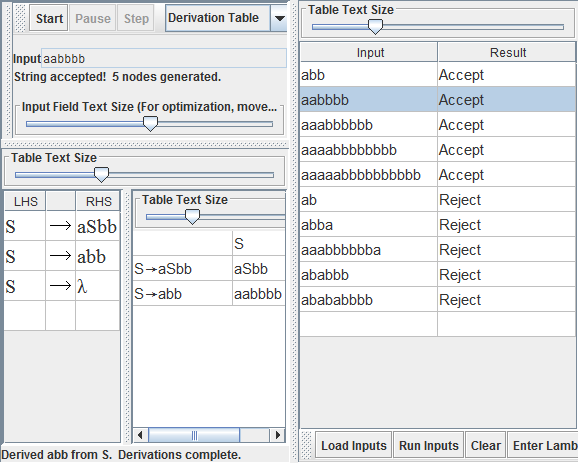 Start Pause Step Derivation Table
Input aabbbb
String accepted! 5 nodes generated.
Input Field Text Size (For optimization, move...
Table Text Size
LHS RHS
S → aSbb
S → abb
S → λ
Table Text Size
S
S→aSbb aSbb
S→abb aabbbb
Derived abb from S. Derivations complete.
Table Text Size
Input Result
abb Accept
aabbbb Accept
aaabbbbbb Accept
aaaabbbbbbbb Accept
aaaaabbbbbbbbbb Accept
ab Reject
abba Reject
aaabbbbbba Reject
ababbb Reject
abababbbb Reject
Load Inputs Run Inputs Clear Enter Lamb